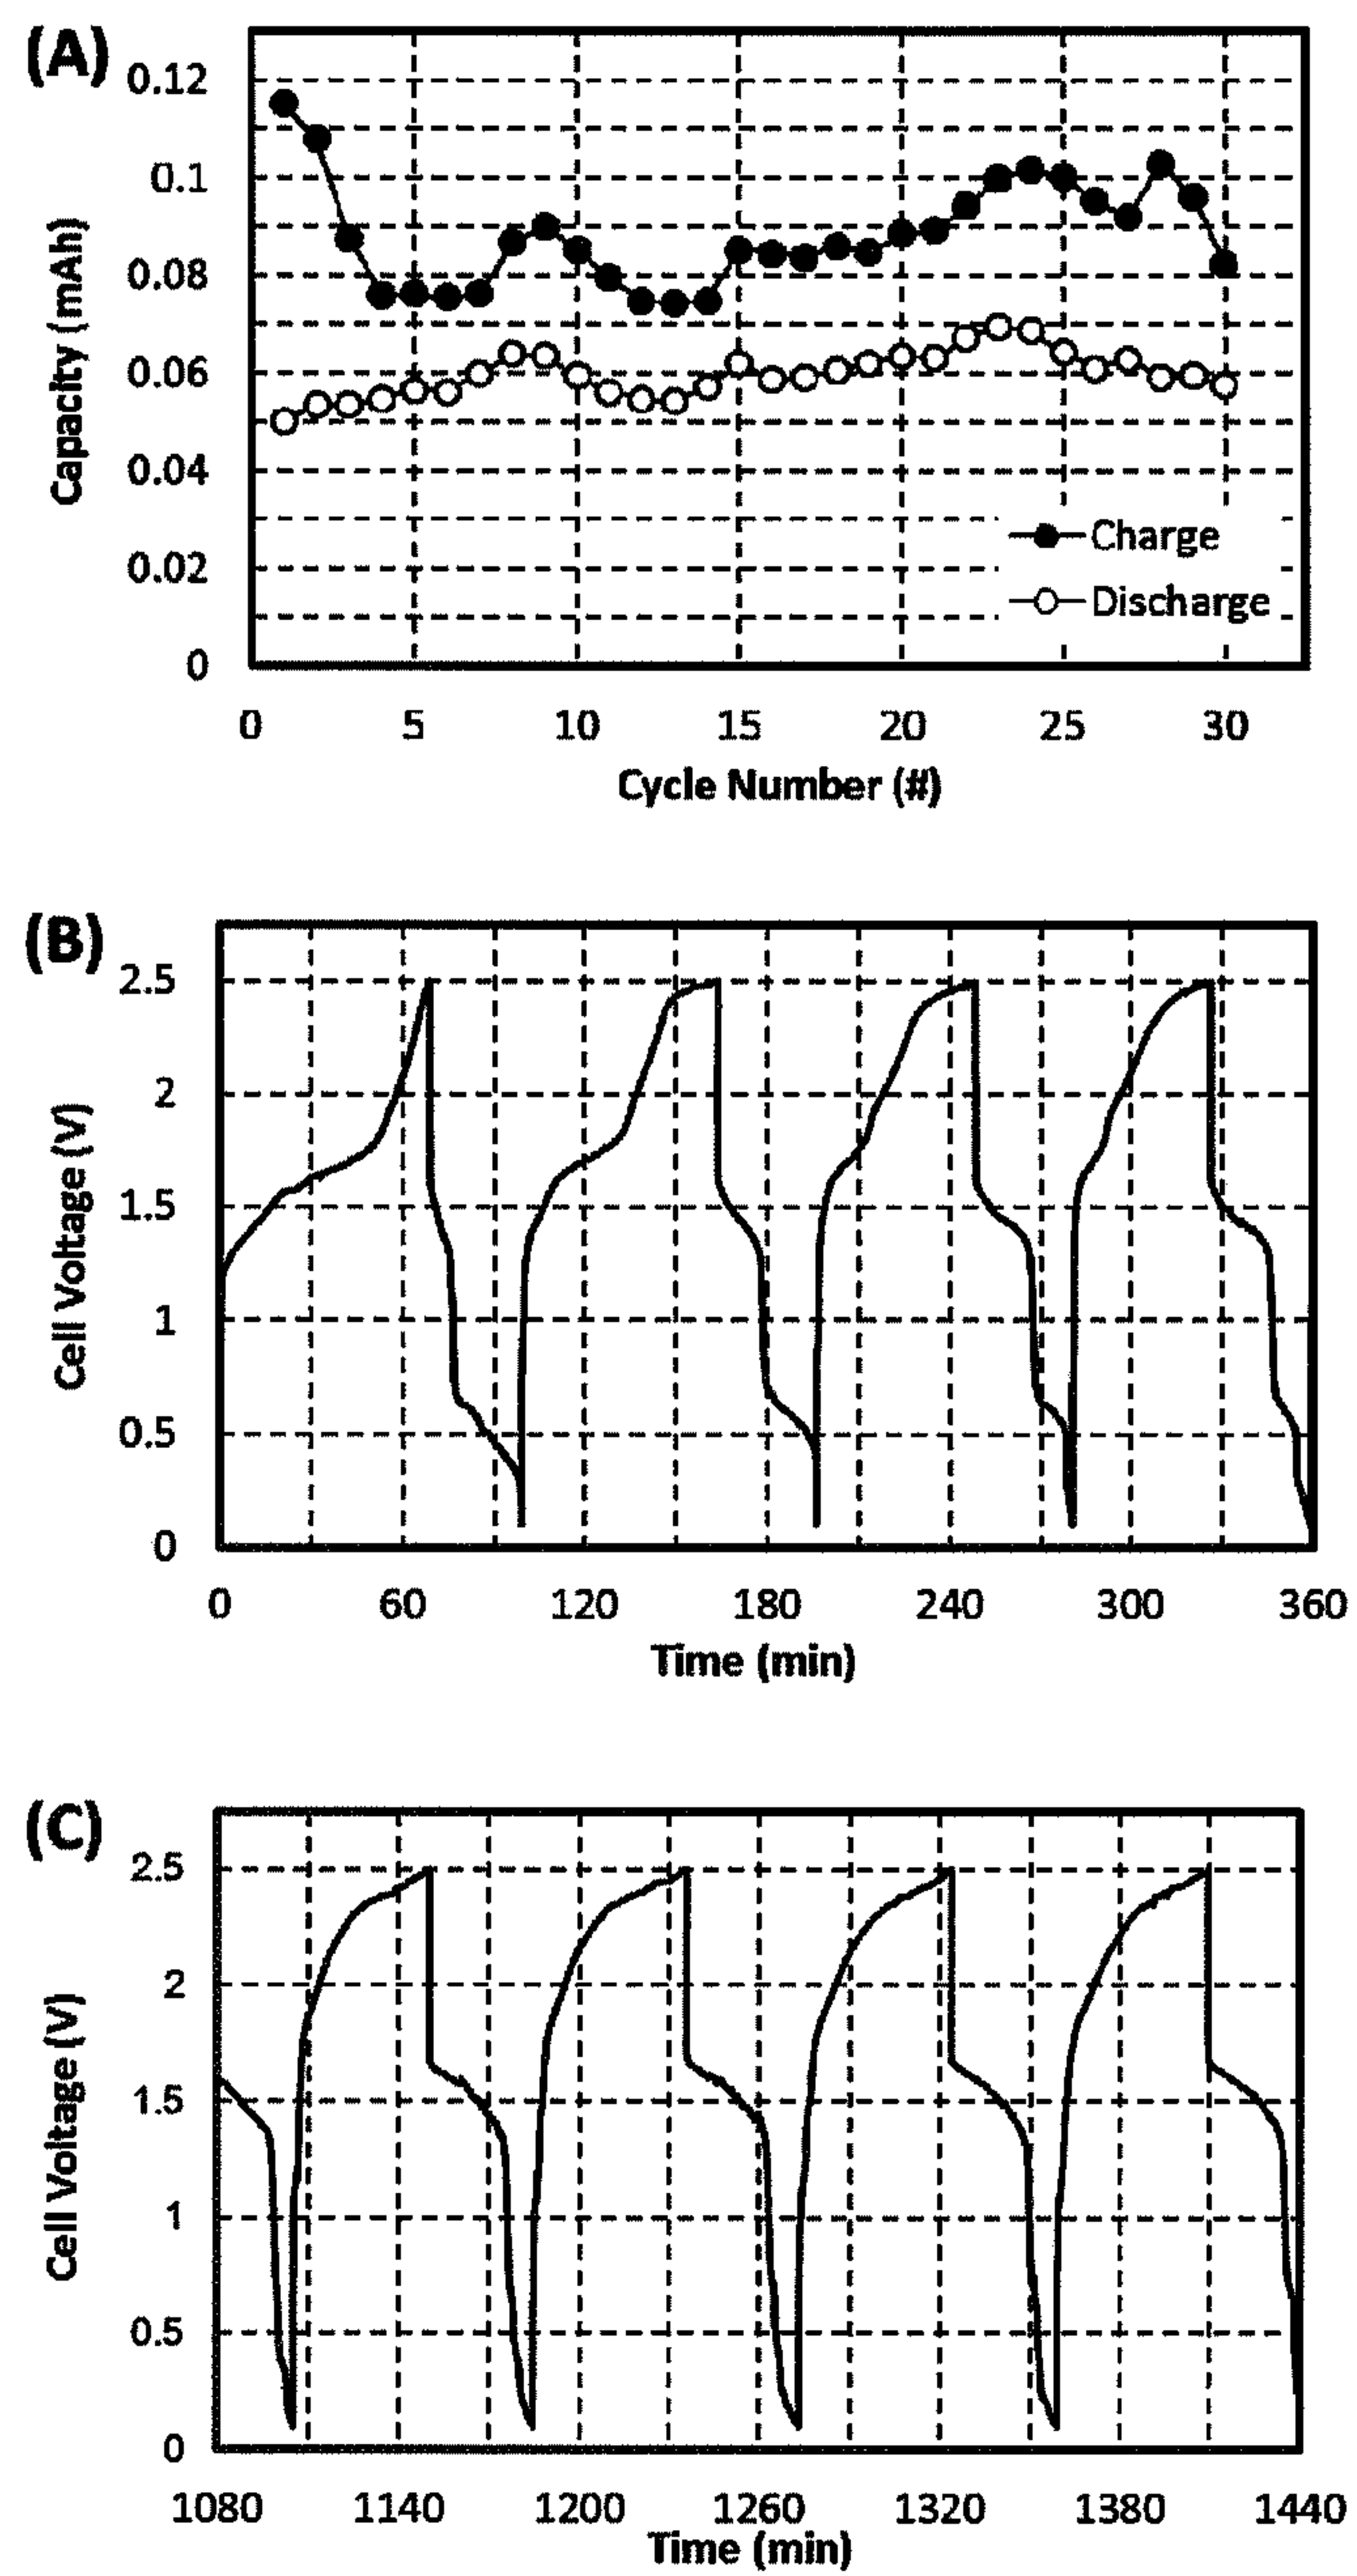 (A)
0.12
0.1
0.08
0.06
0.04
0.02
0
Capacity (mAh)
Charge
Discharge
0 5 10 15 20 25 30
Cycle Number (#)
(B)
2.5
2
1.5
1
0.5
0
Cell Voltage (V)
0 60 120 180 240 300 360
Time (min)
(C)
2.5
2
1.5
1
0.5
0
Cell Voltage (V)
1080 1140 1200 1260 1320 1380 1440
Time (min)